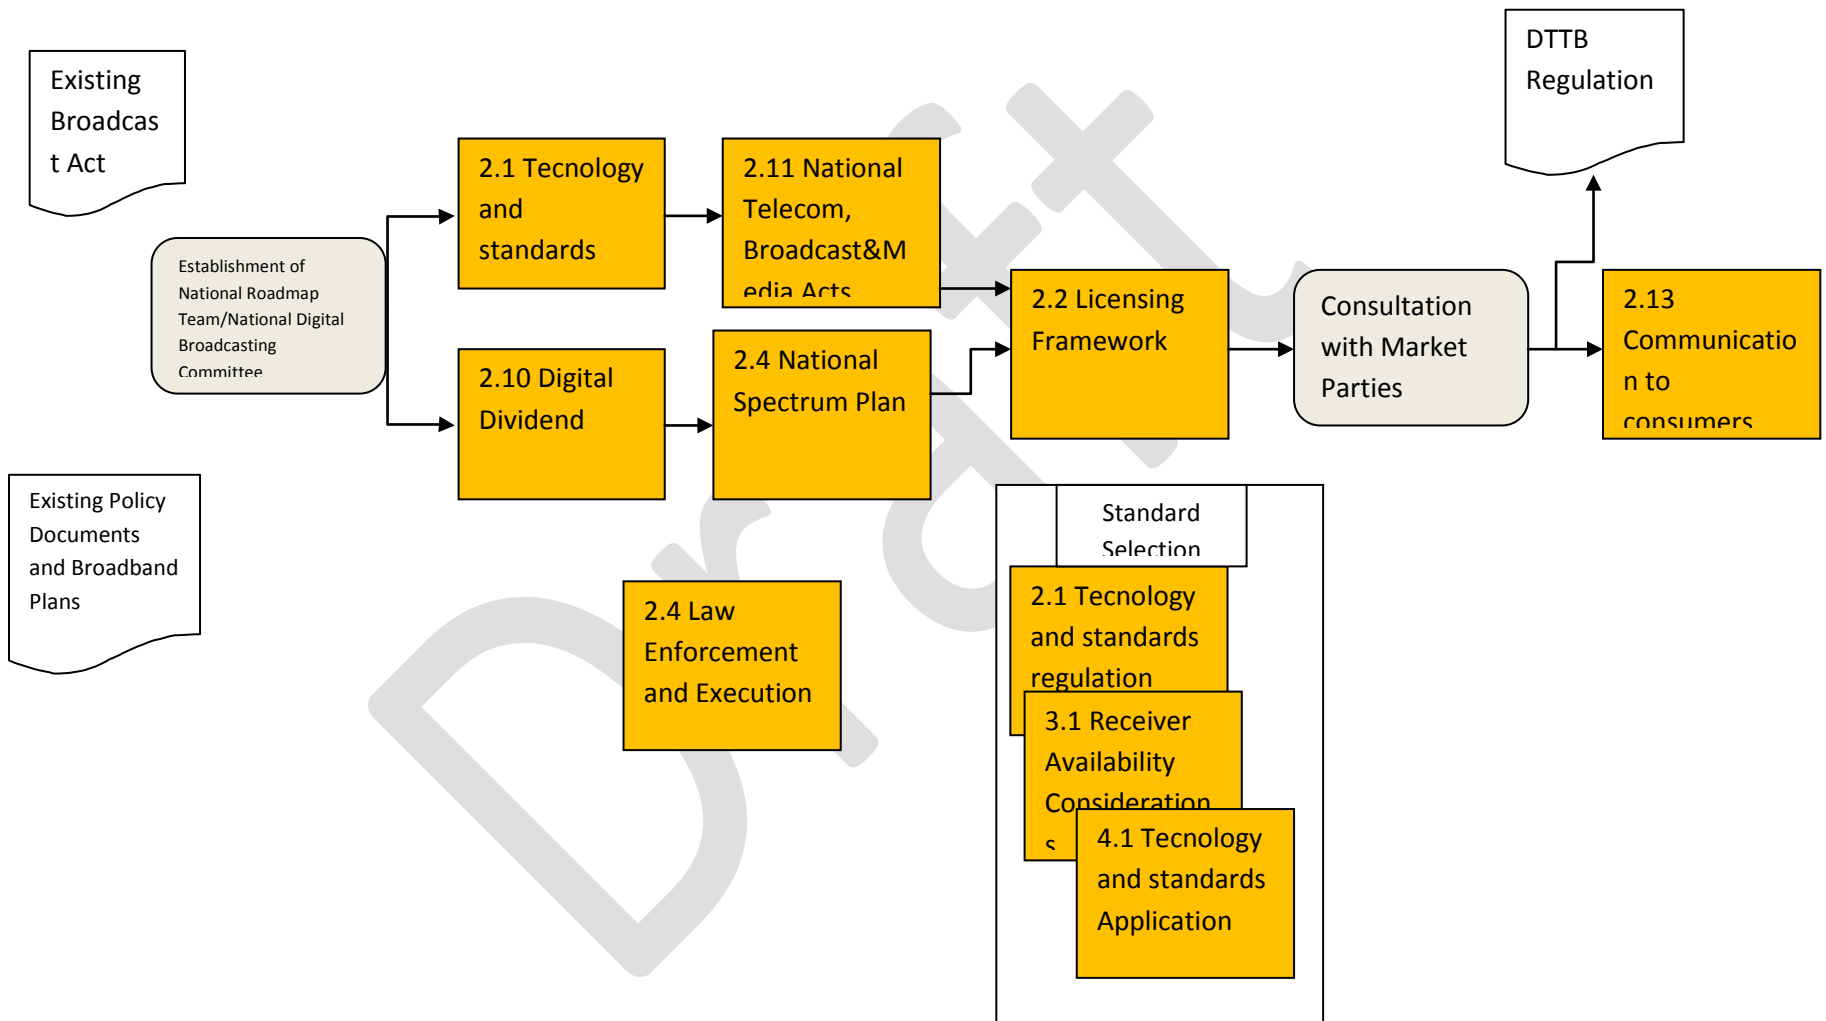 DTTB
Regulation
Existing
Broadcas
t Act
2.1 Tecnology
and
standards
2.11 National
Telecom,
Broadcast&M
edia Acts
Establishment of
National Roadmap
Team/National Digital
Broadcasting
Committee
2.2 Licensing
Framework
Consultation
with Market
Parties
2.13
Communicatio
n to
consumers
2.10 Digital
Dividend
2.4 National
Spectrum Plan
Existing Policy
Documents
and Broadband
Plans
Standard
Selection
2.4 Law
Enforcement
and Execution
2.1 Tecnology
and standards
regulation
3.1 Receiver
Availability
Consideration
s
4.1 Tecnology
and standards
Application
Draft